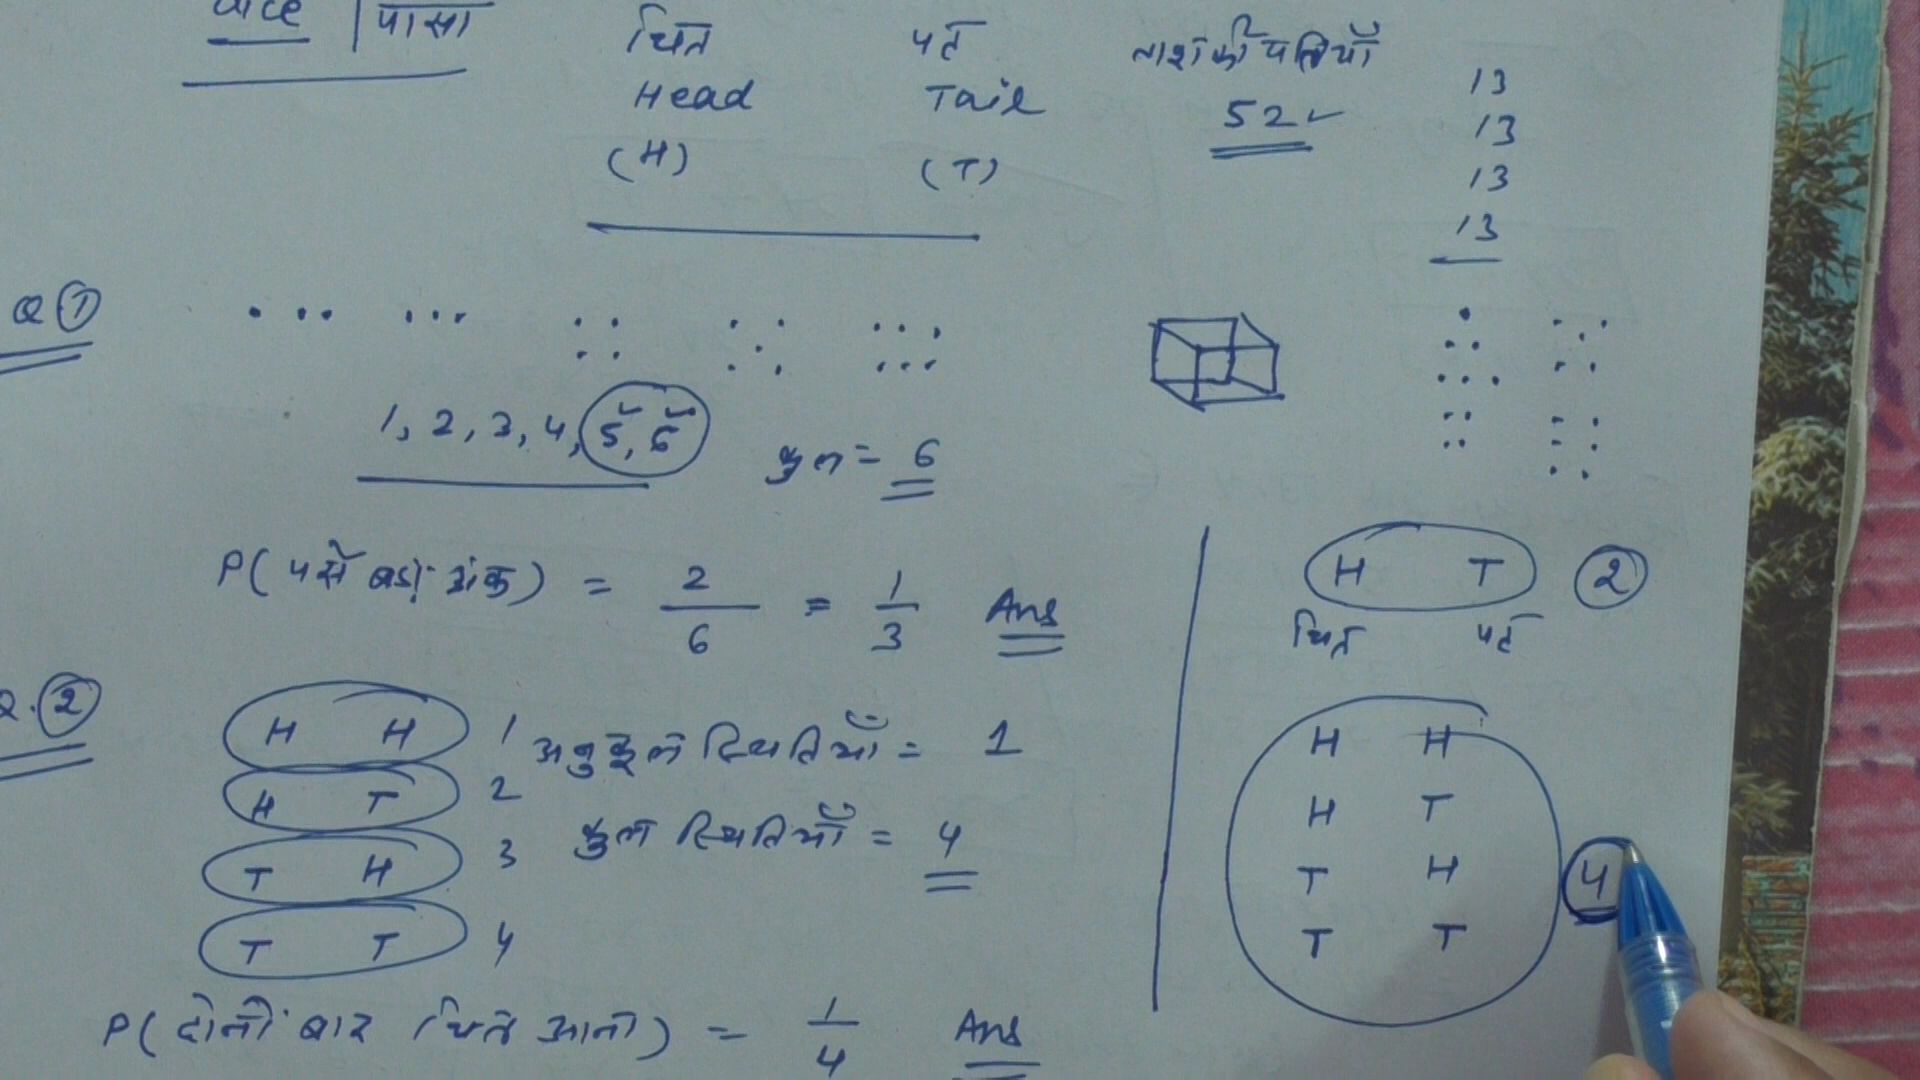 Dice | पासा
चित पट ताश की पत्तियाँ
Head Tail 52
(H) (T)
13
13
13
13
Q ①
1, 2, 3, 4, 5, 6 कुल = 6
P(4 से बड़ा अंक) = 2/6 = 1/3 Ans
H T ②
चित पट
Q. ②
H H 1 अनुकूल स्थितियाँ = 1
H T 2
कुल स्थितियाँ = 4
T H 3
T T 4
P(दोनों बार चित आना) = 1/4 Ans
H H
H T
T H
T T
4